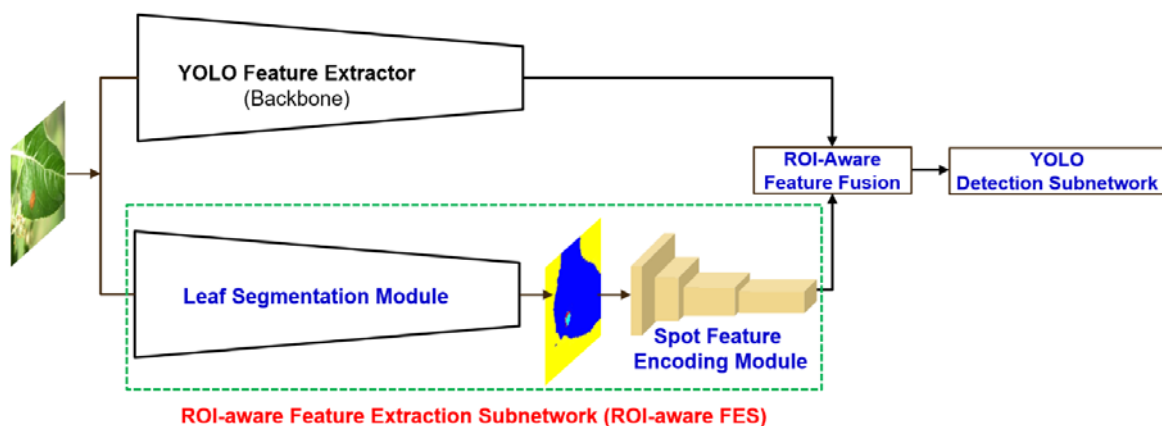 YOLO Feature Extractor
(Backbone)
ROI-Aware
Feature Fusion
YOLO
Detection Subnetwork
Leaf Segmentation Module
Spot Feature
Encoding Module
ROI-aware Feature Extraction Subnetwork (ROI-aware FES)